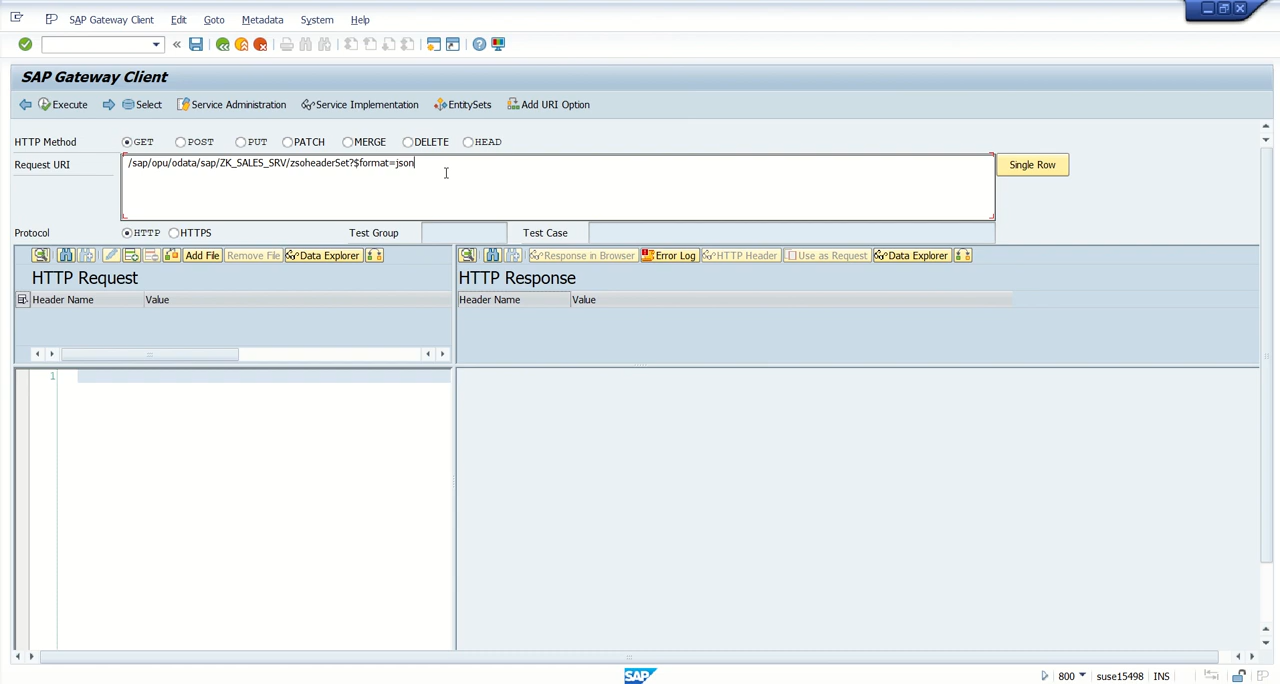 SAP Gateway Client Edit Goto Metadata System Help
SAP Gateway Client
Execute Select Service Administration Service Implementation EntitySets Add URI Option
HTTP Method GET POST PUT PATCH MERGE DELETE HEAD
Request URI /sap/opu/odata/sap/ZK_SALES_SRV/zsoheaderSet?$format=json Single Row
Protocol HTTP HTTPS Test Group Test Case
Add File Remove File Data Explorer Response in Browser Error Log HTTP Header Use as Request Data Explorer
HTTP Request HTTP Response
Header Name Value Header Name Value
1
SAP 800 suse15498 INS